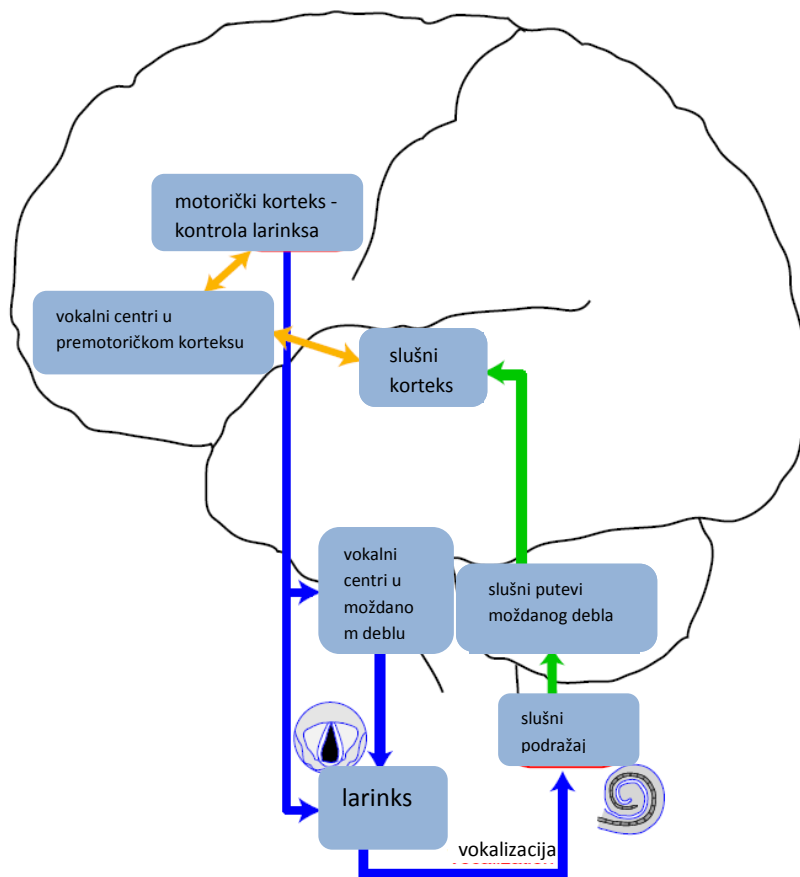 motorički korteks -
kontrola larinksa
vokalni centri u
premotoričkom korteksu
slušni
korteks
vokalni
centri u
moždano
m deblu
slušni putevi
moždanog debla
slušni
podražaj
larinks
vokalizacija